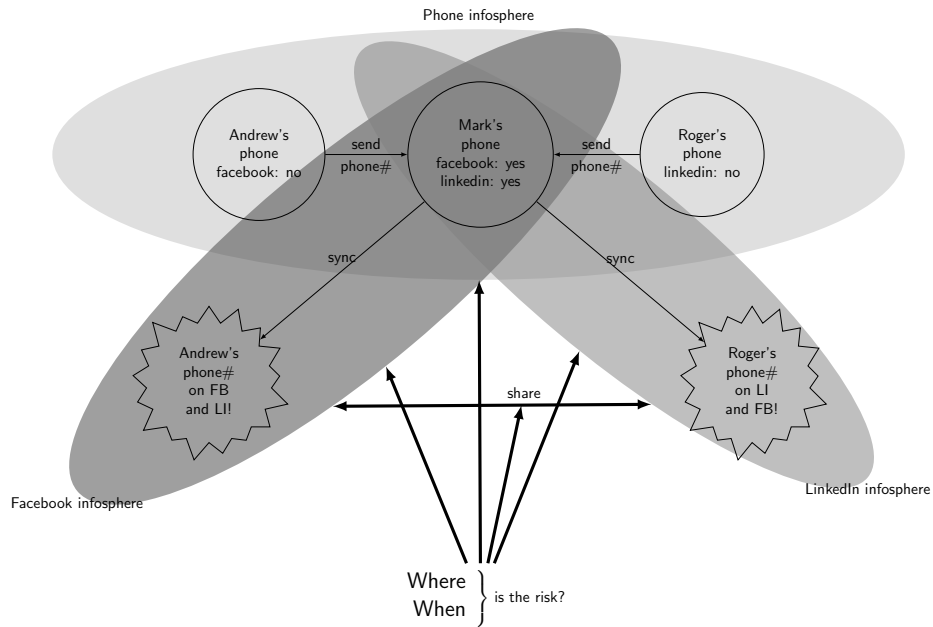 Phone infosphere
Andrew's
phone
facebook: no
send
phone#
Mark's
phone
facebook: yes
linkedin: yes
send
phone#
Roger's
phone
linkedin: no
sync
sync
Andrew's
phone#
on FB
and LI!
share
Roger's
phone#
on LI
and FB!
Facebook infosphere
LinkedIn infosphere
Where
When
is the risk?